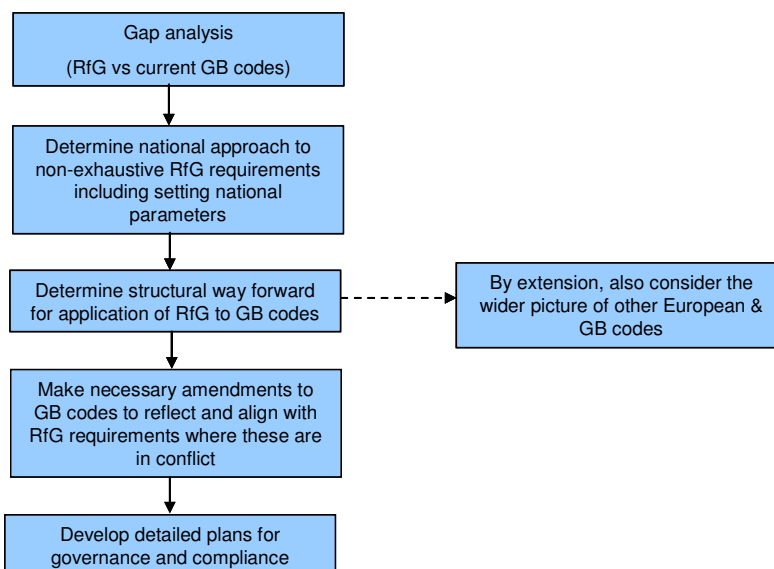 Gap analysis
(RfG vs current GB codes)
Determine national approach to
non-exhaustive RfG requirements
including setting national
parameters
Determine structural way forward
for application of RfG to GB codes
By extension, also consider the
wider picture of other European &
GB codes
Make necessary amendments to
GB codes to reflect and align with
RfG requirements where these are
in conflict
Develop detailed plans for
governance and compliance